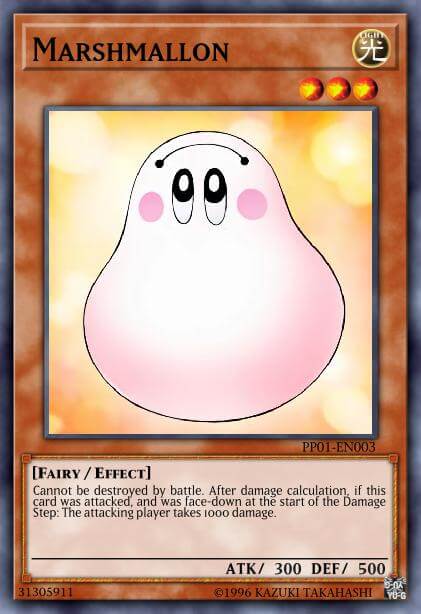 MARSHMALLON
LIGHT
光
PP01-EN003
[FAIRY / EFFECT]
Cannot be destroyed by battle. After damage calculation, if this
card was attacked, and was face-down at the start of the Damage
Step: The attacking player takes 1000 damage.
ATK/ 300 DEF/ 500
31305911
©1996 KAZUKI TAKAHASHI